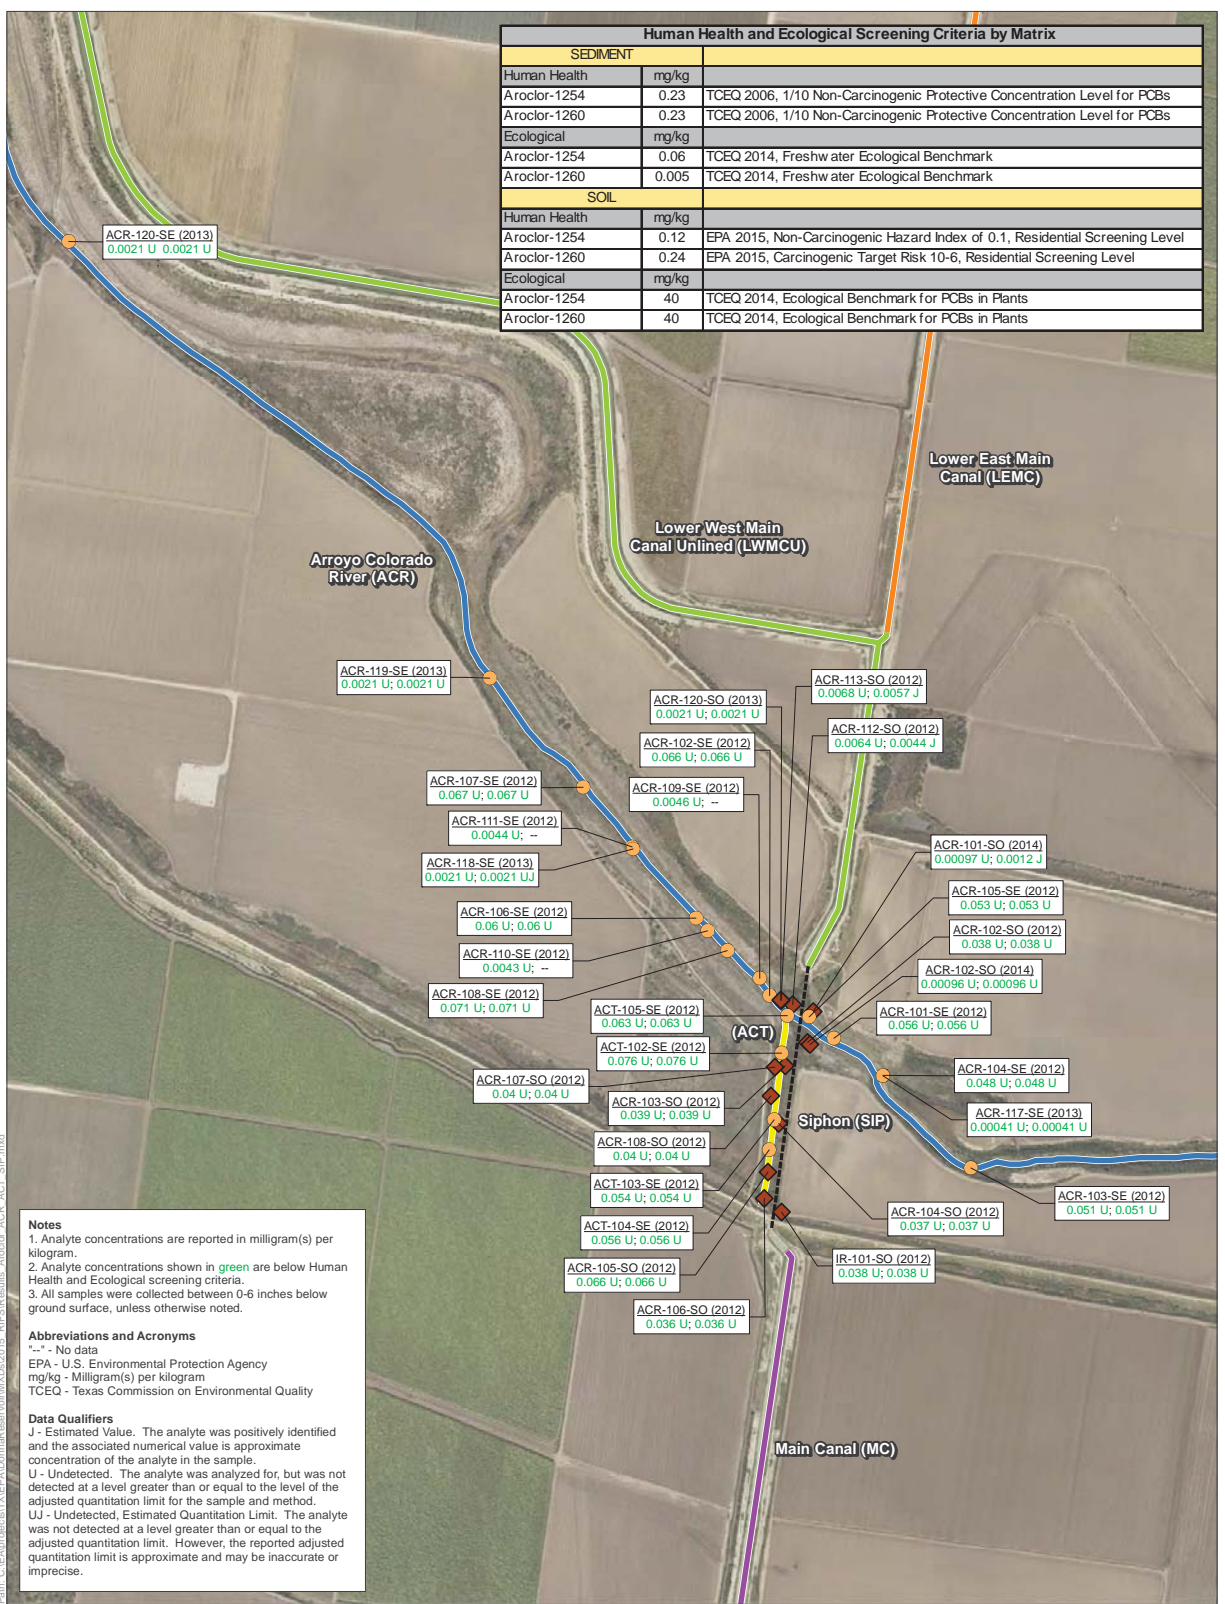 Human Health and Ecological Screening Criteria by Matrix
SEDIMENT
Human Health mg/kg
Aroclor-1254 0.23 TCEQ 2006, 1/10 Non-Carcinogenic Protective Concentration Level for PCBs
Aroclor-1260 0.23 TCEQ 2006, 1/10 Non-Carcinogenic Protective Concentration Level for PCBs
Ecological mg/kg
Aroclor-1254 0.06 TCEQ 2014, Freshwater Ecological Benchmark
Aroclor-1260 0.005 TCEQ 2014, Freshwater Ecological Benchmark
SOIL
Human Health mg/kg
Aroclor-1254 0.12 EPA 2015, Non-Carcinogenic Hazard Index of 0.1, Residential Screening Level
Aroclor-1260 0.24 EPA 2015, Carcinogenic Target Risk 10-6, Residential Screening Level
Ecological mg/kg
Aroclor-1254 40 TCEQ 2014, Ecological Benchmark for PCBs in Plants
Aroclor-1260 40 TCEQ 2014, Ecological Benchmark for PCBs in Plants
ACR-120-SE (2013)
0.0021 U 0.0021 U
Lower East Main
Canal (LEMC)
Lower West Main
Canal Unlined (LWMCU)
Arroyo Colorado
River (ACR)
ACR-119-SE (2013)
0.0021 U; 0.0021 U
ACR-113-SO (2012)
0.0068 U; 0.0057 J
ACR-120-SO (2013)
0.0021 U; 0.0021 U
ACR-112-SO (2012)
0.0064 U; 0.0044 J
ACR-102-SE (2012)
0.066 U; 0.066 U
ACR-107-SE (2012)
0.067 U; 0.067 U
ACR-109-SE (2012)
0.0046 U; --
ACR-111-SE (2012)
0.0044 U; --
ACR-118-SE (2013)
0.0021 U; 0.0021 UJ
ACR-101-SO (2014)
0.00097 U; 0.0012 J
ACR-105-SE (2012)
0.053 U; 0.053 U
ACR-106-SE (2012)
0.06 U; 0.06 U
ACR-102-SO (2012)
0.038 U; 0.038 U
ACR-110-SE (2012)
0.0043 U; --
ACR-102-SO (2014)
0.00096 U; 0.00096 U
ACR-108-SE (2012)
0.071 U; 0.071 U
ACT-105-SE (2012)
0.063 U; 0.063 U
ACR-101-SE (2012)
0.056 U; 0.056 U
(ACT)
ACT-102-SE (2012)
0.076 U; 0.076 U
ACR-104-SE (2012)
0.048 U; 0.048 U
ACR-107-SO (2012)
0.04 U; 0.04 U
ACR-103-SO (2012)
0.039 U; 0.039 U
ACR-117-SE (2013)
0.00041 U; 0.00041 U
Siphon (SIP)
ACR-108-SO (2012)
0.04 U; 0.04 U
ACT-103-SE (2012)
0.054 U; 0.054 U
ACR-103-SE (2012)
0.051 U; 0.051 U
ACR-104-SO (2012)
0.037 U; 0.037 U
ACT-104-SE (2012)
0.056 U; 0.056 U
ACR-105-SO (2012)
0.066 U; 0.066 U
IR-101-SO (2012)
0.038 U; 0.038 U
ACR-106-SO (2012)
0.036 U; 0.036 U
Main Canal (MC)
Notes
1. Analyte concentrations are reported in milligram(s) per
kilogram.
2. Analyte concentrations shown in green are below Human
Health and Ecological screening criteria.
3. All samples were collected between 0-6 inches below
ground surface, unless otherwise noted.
Abbreviations and Acronyms
"--" - No data
EPA - U.S. Environmental Protection Agency
mg/kg - Milligram(s) per kilogram
TCEQ - Texas Commission on Environmental Quality
Data Qualifiers
J - Estimated Value. The analyte was positively identified
and the associated numerical value is approximate
concentration of the analyte in the sample.
U - Undetected. The analyte was analyzed for, but was not
detected at a level greater than or equal to the level of the
adjusted quantitation limit for the sample and method.
UJ - Undetected, Estimated Quantitation Limit. The analyte
was not detected at a level greater than or equal to the
adjusted quantitation limit. However, the reported adjusted
quantitation limit is approximate and may be inaccurate or
imprecise.